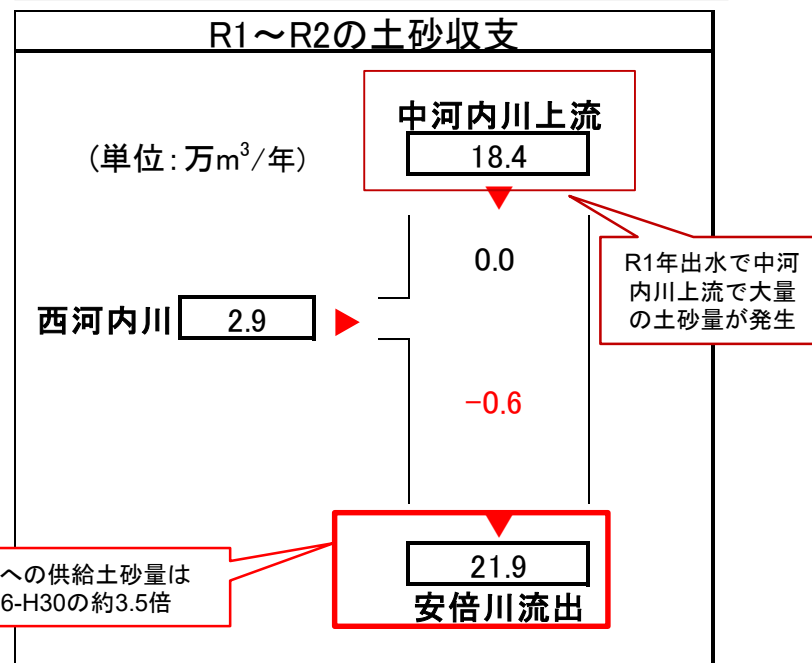 R1～R2の土砂収支
中河内川上流
(単位:万m³/年)
18.4
0.0
R1年出水で中河
内川上流で大量
の土砂量が発生
西河内川
2.9
-0.6
への供給土砂量は
6-H30の約3.5倍
21.9
安倍川流出